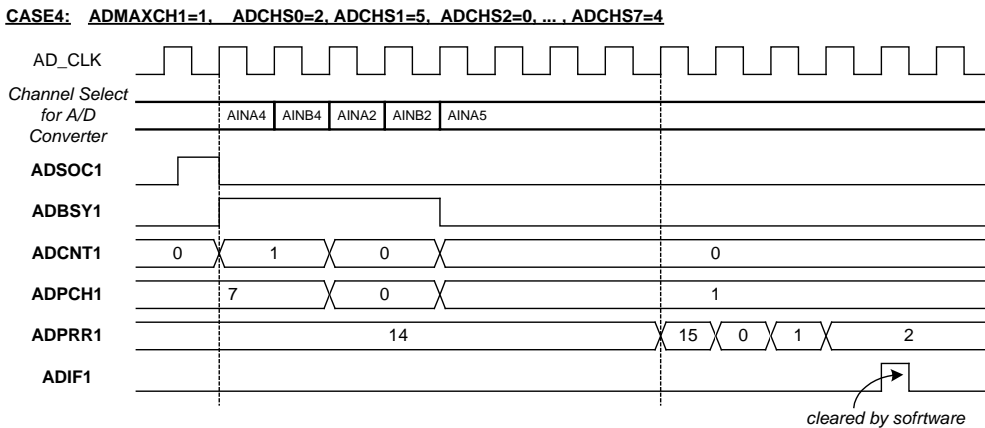 CASE4: ADMAXCH1=1, ADCHS0=2, ADCHS1=5, ADCHS2=0, ... , ADCHS7=4
AD_CLK
Channel Select
for A/D
Converter
AINA4 AINB4 AINA2 AINB2 AINA5
ADSOC1
ADBSY1
ADCNT1 0 1 0 0
ADPCH1 7 0 1
ADPRR1 14 15 0 1 2
ADIF1
cleared by sofrtware